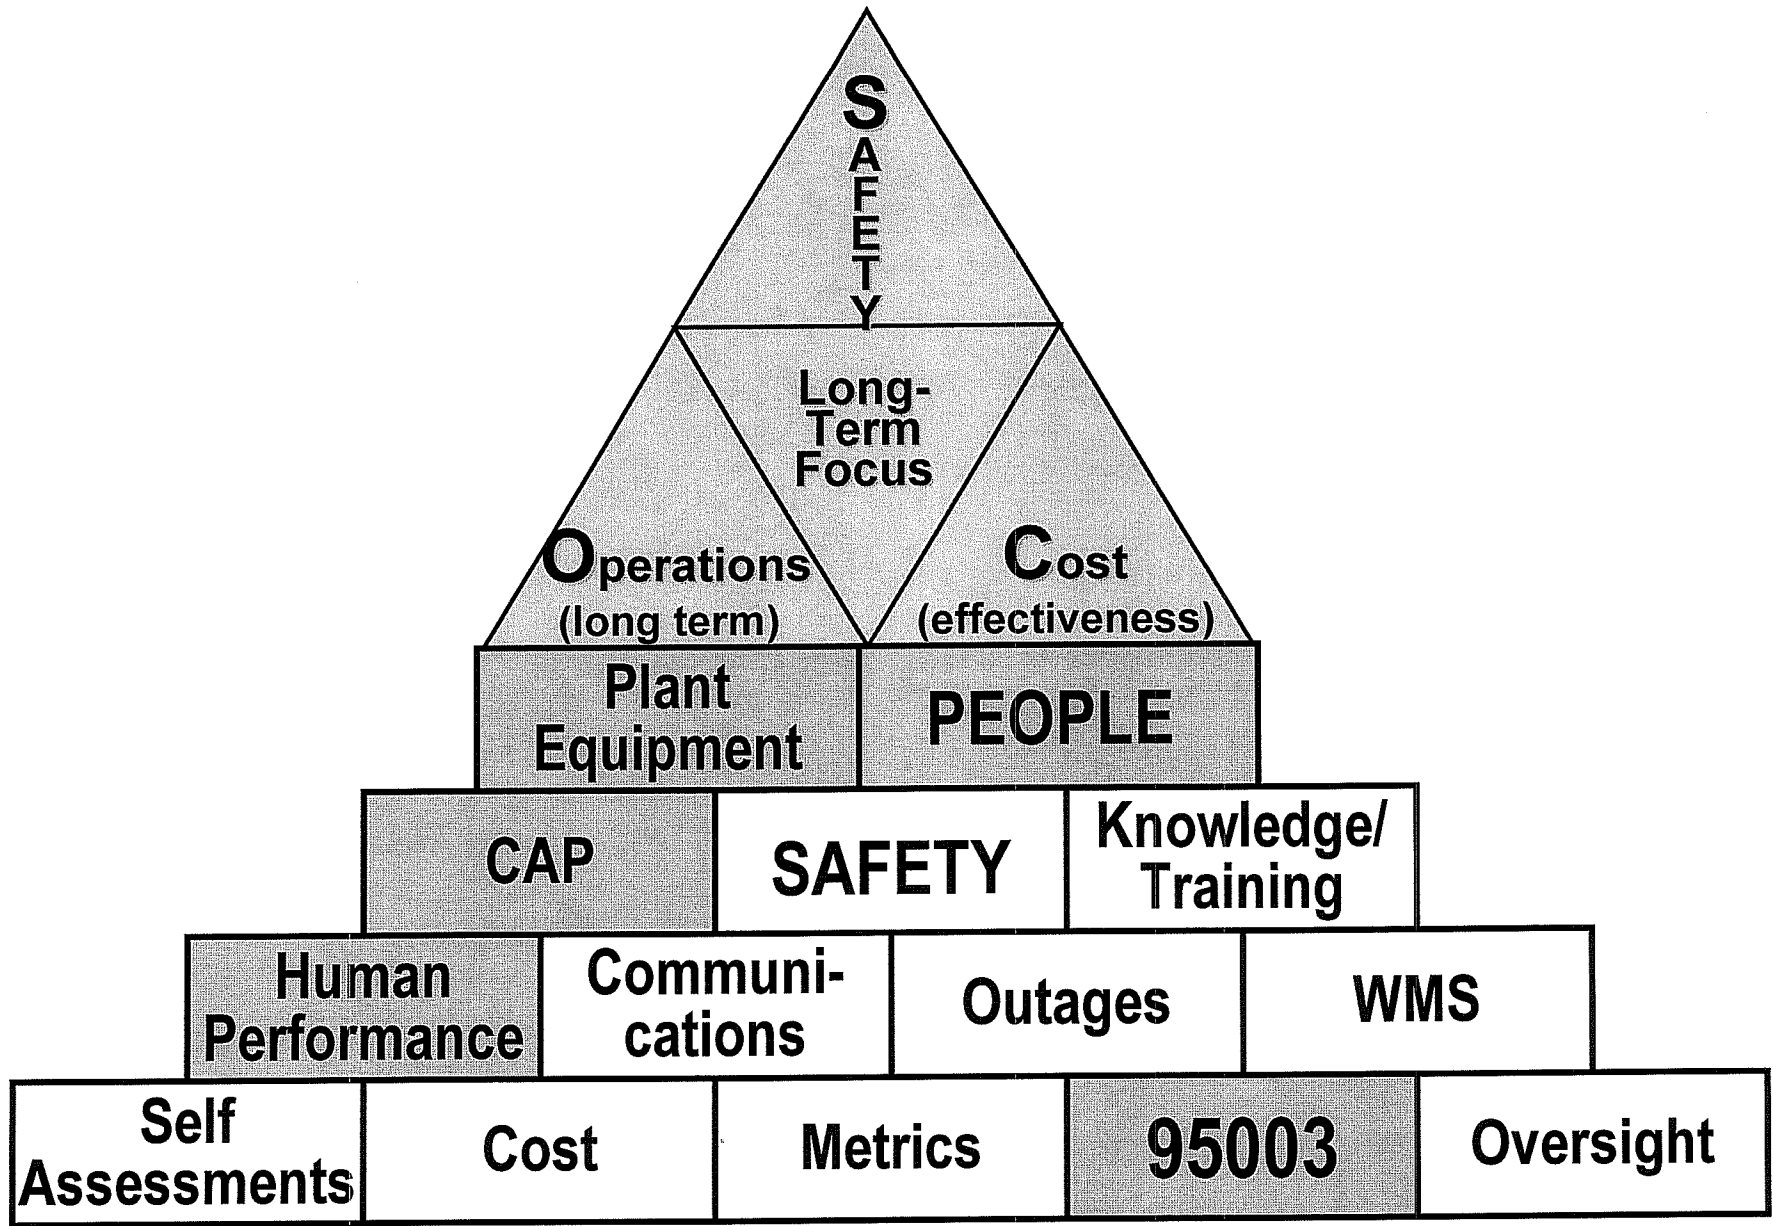 SAFETY
Long-
Term
Focus
Operations
(long term)
Cost
(effectiveness)
Plant
Equipment
PEOPLE
CAP
SAFETY
Knowledge/
Training
Human
Performance
Communi-
cations
Outages
WMS
Self
Assessments
Cost
Metrics
95003
Oversight